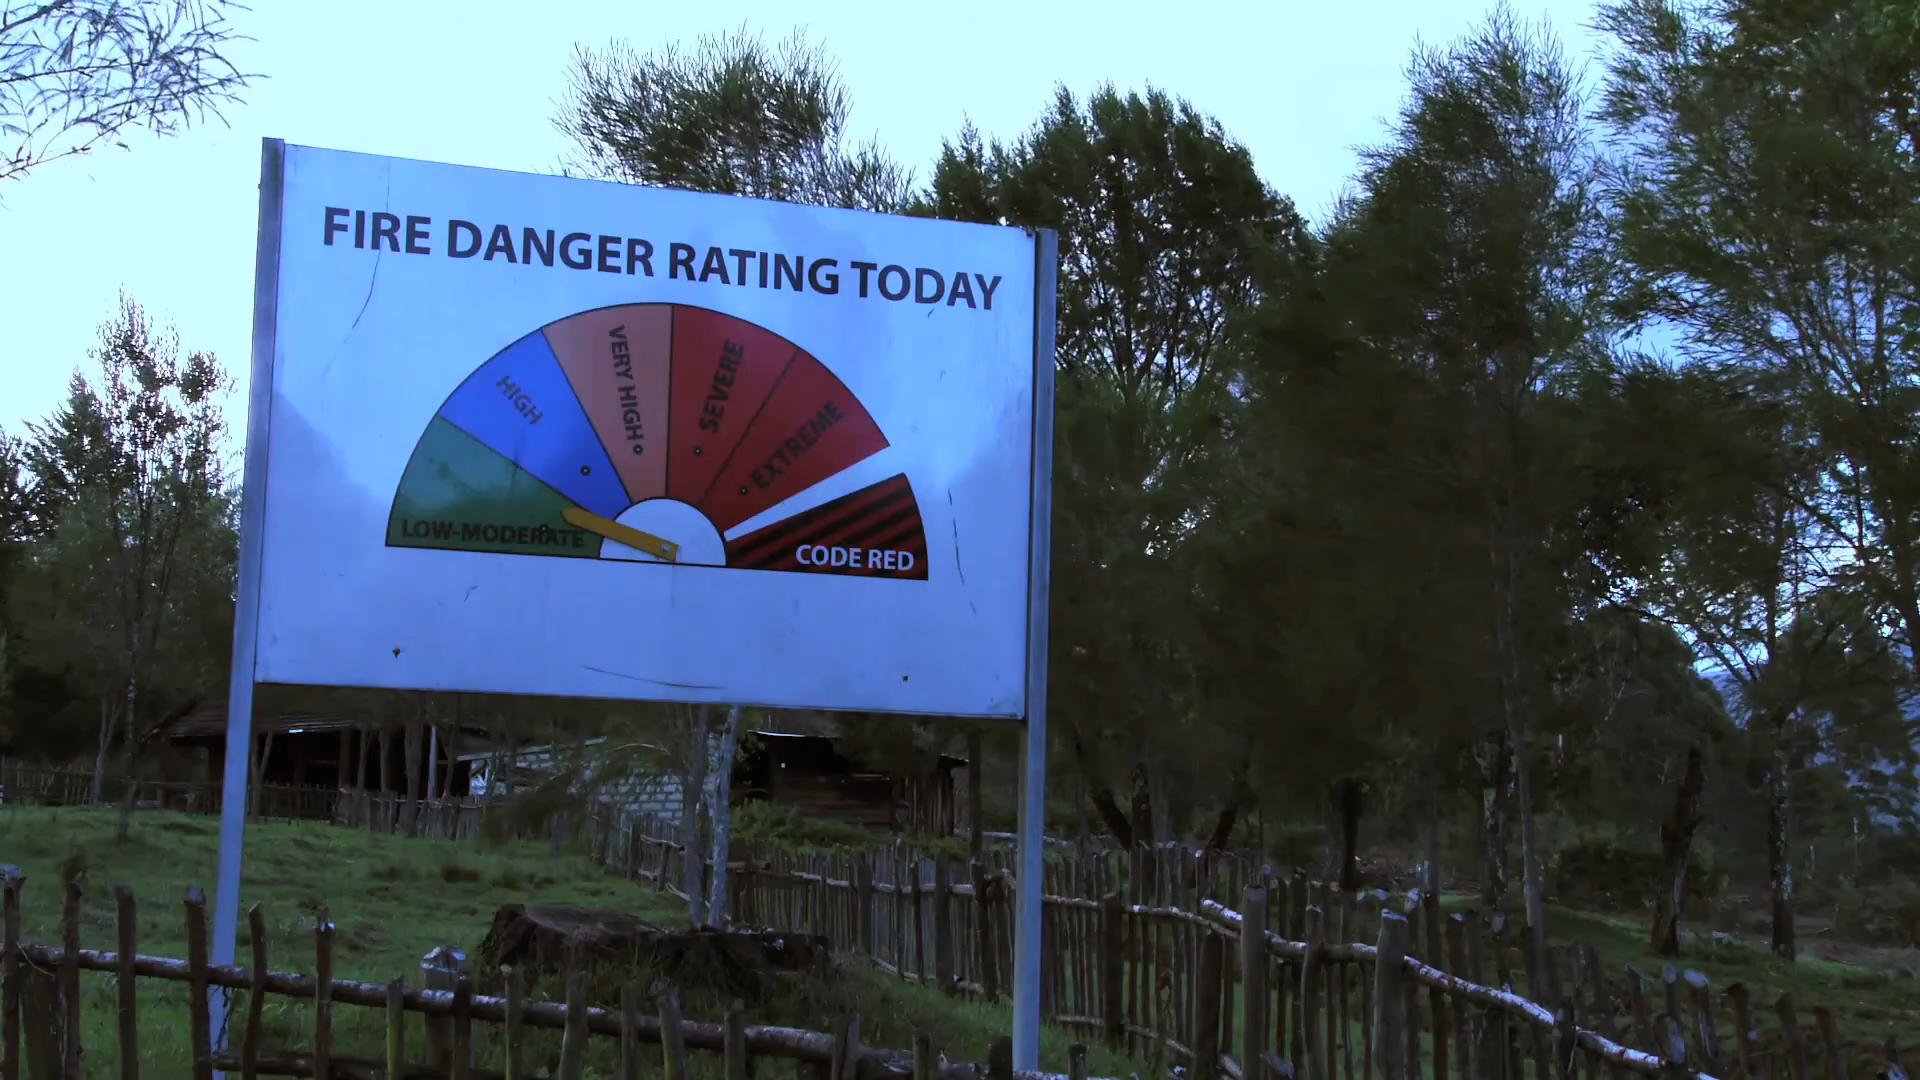 FIRE DANGER RATING TODAY
LOW-MODERATE
HIGH
VERY HIGH
SEVERE
EXTREME
CODE RED